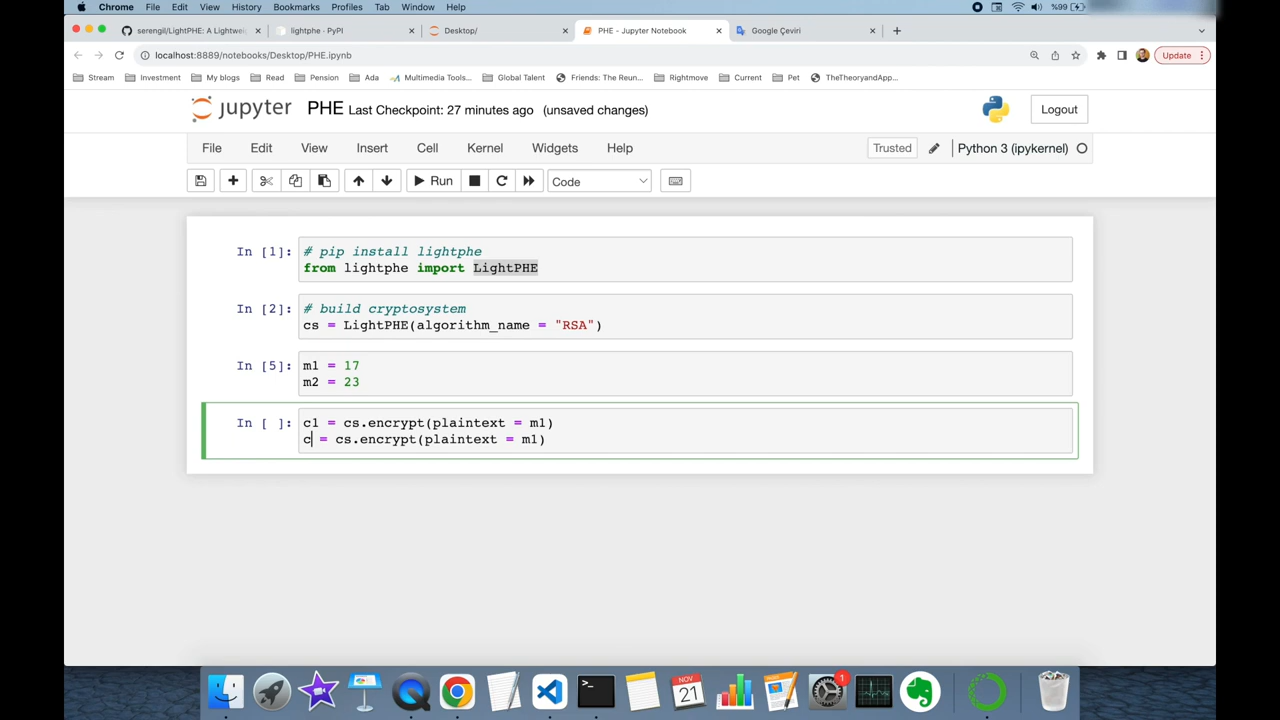 Chrome File Edit View History Bookmarks Profiles Tab Window Help %99
serengil/LightPHE: A Lightwei lightphe · PyPI Desktop/ PHE - Jupyter Notebook Google Çeviri
localhost:8889/notebooks/Desktop/PHE.ipynb Update
Stream Investment My blogs Read Pension Ada Multimedia Tools... Global Talent Friends: The Reun... Rightmove Current Pet TheTheoryandApp...
jupyter PHE Last Checkpoint: 27 minutes ago (unsaved changes) Logout
File Edit View Insert Cell Kernel Widgets Help Trusted Python 3 (ipykernel)
Run Code
In [1]: # pip install lightphe
from lightphe import LightPHE
In [2]: # build cryptosystem
cs = LightPHE(algorithm_name = "RSA")
In [5]: m1 = 17
m2 = 23
In [ ]: c1 = cs.encrypt(plaintext = m1)
c = cs.encrypt(plaintext = m1)
NOV
21
1